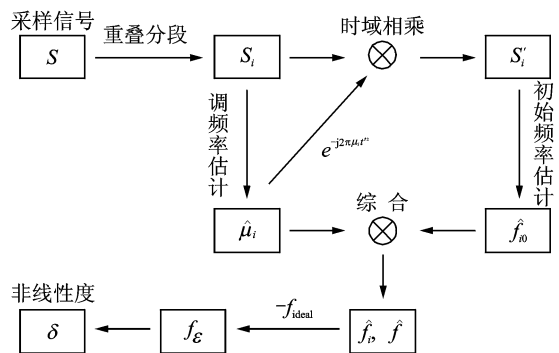 采样信号
S
重叠分段
S_i
时域相乘
S_i'
调频率估计
e^{-j2πμ_i t'^2}
初始频率估计
μ̂_i
综 合
f̂_{i0}
非线性度
δ
f_ε
-f_ideal
f̂_i, f̂